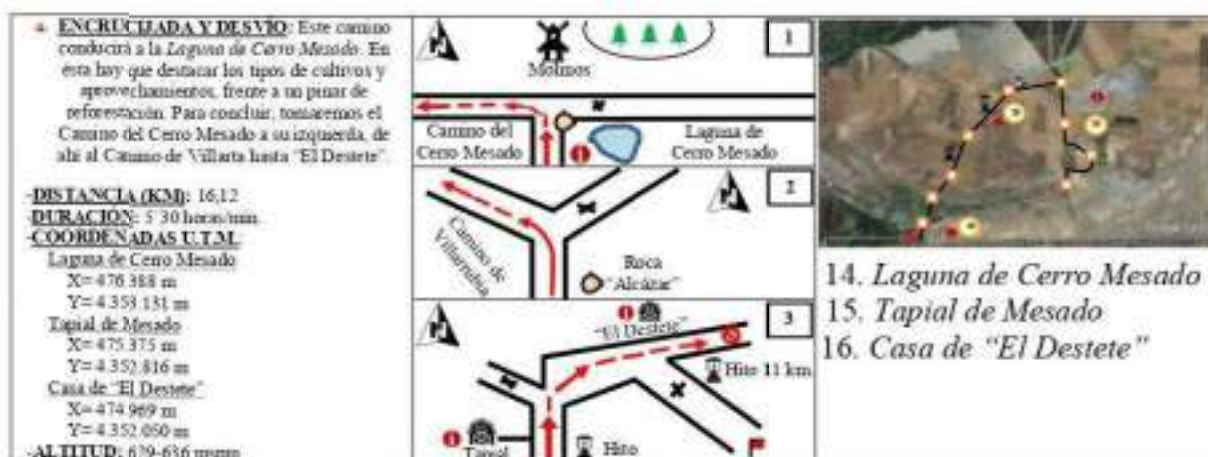 4. ENCRUCIJADA Y DESVÍO: Este camino
conducirá a la Laguna de Cerro Mesado. En
esta hay que destacar los tipos de cultivos y
aprovechamientos, frente a un pinar de
reforestación. Para concluir, tomaremos el
Camino del Cerro Mesado a su izquierda, de
ahí al Camino de Villarta hasta “El Destete”.
-DISTANCIA (KM): 16,12
-DURACIÓN: 5 30 horas/min.
-COORDENADAS U.T.M.
Laguna de Cerro Mesado
X= 476.388 m
Y= 4.353.131 m
Tapial de Mesado
X= 475.375 m
Y= 4.352.816 m
Casa de “El Destete”
X= 474.969 m
Y= 4.352.050 m
-ALTITUD: 629-636 msnm
1
Molinos
Camino del
Cerro Mesado
Laguna de
Cerro Mesado
2
Camino de
Villarrubia
Roca
“Alcázar”
3
“El Destete”
Hito 11 km
Tapial
Hito
14. Laguna de Cerro Mesado
15. Tapial de Mesado
16. Casa de “El Destete”